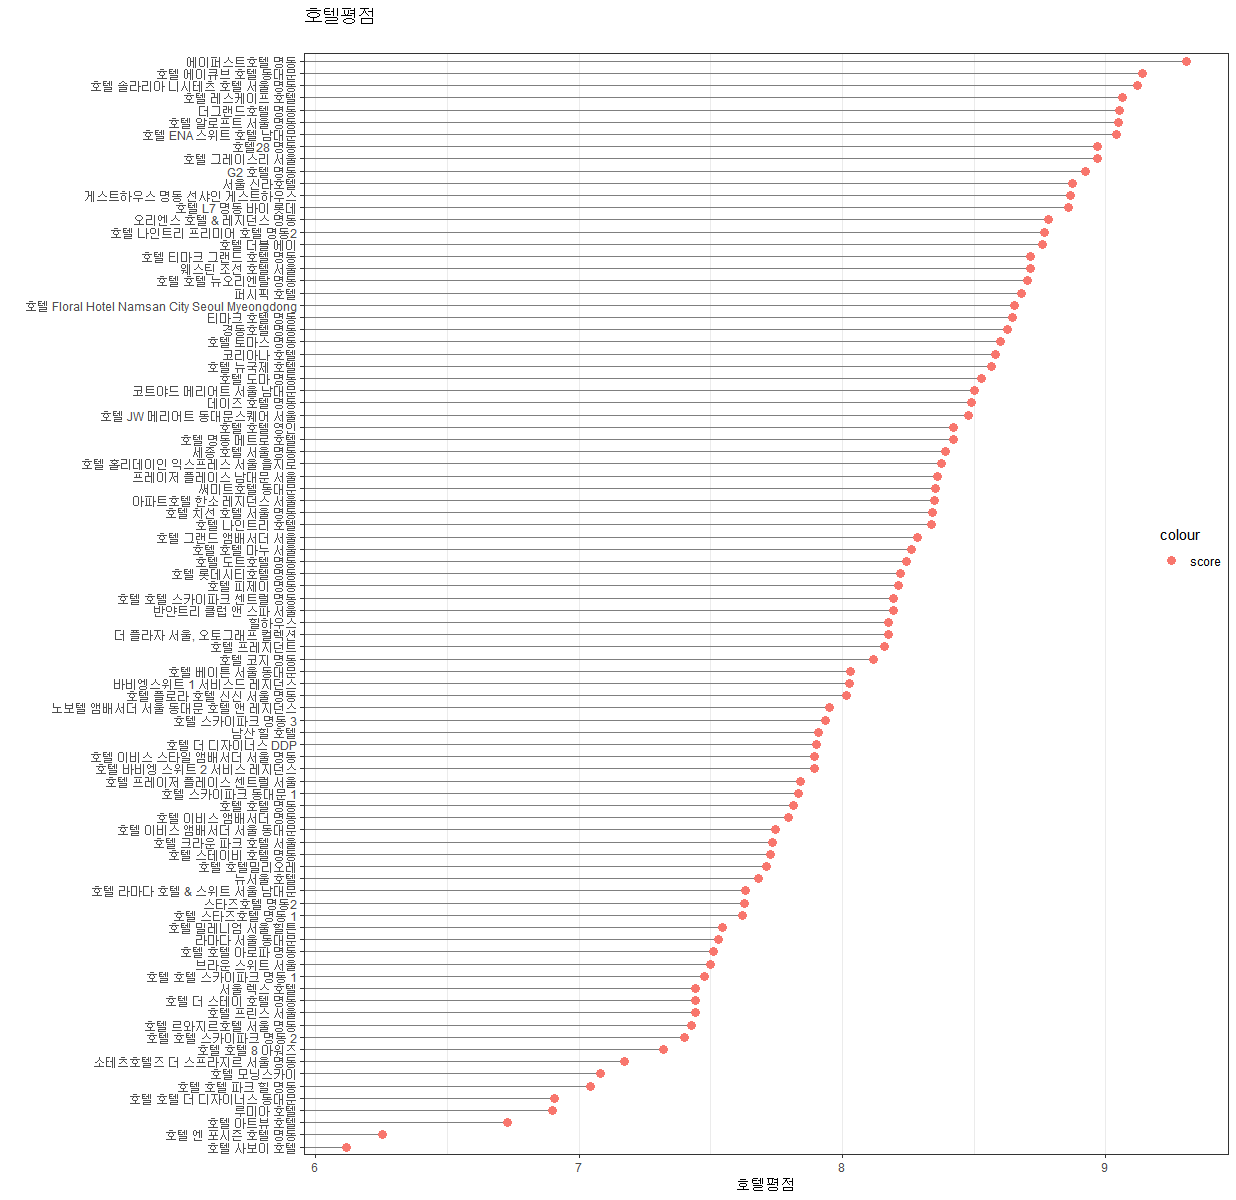 호텔평점
에이퍼스트호텔 명동
호텔 에이큐브 호텔 동대문
호텔 솔라리아 니시테츠 호텔 서울 명동
호텔 레스케이프 호텔
더그랜드호텔 명동
호텔 알로프트 서울 명동
호텔 ENA 스위트 호텔 남대문
호텔28 명동
호텔 그레이스리 서울
G2 호텔 명동
서울 신라호텔
게스트하우스 명동 선샤인 게스트하우스
호텔 L7 명동 바이 롯데
오리엔스 호텔 & 레지던스 명동
호텔 나인트리 프리미어 호텔 명동2
호텔 더블 에이
호텔 티마크 그랜드 호텔 명동
웨스틴 조선 호텔 서울
호텔 호텔 뉴오리엔탈 명동
퍼시픽 호텔
호텔 Floral Hotel Namsan City Seoul Myeongdong
티마크 호텔 명동
경동호텔 명동
호텔 토마스 명동
코리아나 호텔
호텔 뉴국제 호텔
호텔 도마 명동
코트야드 메리어트 서울 남대문
데이즈 호텔 명동
호텔 JW 메리어트 동대문스퀘어 서울
호텔 호텔 영인
호텔 명동 메트로 호텔
세종 호텔 서울 명동
호텔 홀리데이인 익스프레스 서울 을지로
프레이저 플레이스 남대문 서울
써미트호텔 동대문
아파트호텔 한소 레지던스 서울
호텔 치선 호텔 서울 명동
호텔 나인트리 호텔
호텔 그랜드 앰배서더 서울
호텔 호텔 마누 서울
호텔 도트호텔 명동
호텔 롯데시티호텔 명동
호텔 피제이 명동
호텔 호텔 스카이파크 센트럴 명동
반얀트리 클럽 앤 스파 서울
힐하우스
더 플라자 서울, 오토그래프 컬렉션
호텔 프레지던트
호텔 코지 명동
호텔 베이튼 서울 동대문
바비엥스위트 1 서비스드 레지던스
호텔 플로라 호텔 신신 서울 명동
노보텔 앰배서더 서울 동대문 호텔 앤 레지던스
호텔 스카이파크 명동 3
남산 힐 호텔
호텔 더 디자이너스 DDP
호텔 이비스 스타일 앰배서더 서울 명동
호텔 바비엥 스위트 2 서비스 레지던스
호텔 프레이저 플레이스 센트럴 서울
호텔 스카이파크 동대문 1
호텔 호텔 명동
호텔 이비스 앰배서더 명동
호텔 이비스 앰배서더 서울 동대문
호텔 크라운 파크 호텔 서울
호텔 스테이비 호텔 명동
호텔 호텔밀리오레
뉴서울 호텔
호텔 라마다 호텔 & 스위트 서울 남대문
스타즈호텔 명동2
호텔 스타즈호텔 명동 1
호텔 밀레니엄 서울 힐튼
라마다 서울 동대문
호텔 호텔 아로파 명동
브라운 스위트 서울
호텔 호텔 스카이파크 명동 1
서울 렉스 호텔
호텔 더 스테이 호텔 명동
호텔 프린스 서울
호텔 르와지르호텔 서울 명동
호텔 호텔 스카이파크 명동 2
호텔 호텔 8 아워즈
소테츠호텔즈 더 스프라지르 서울 명동
호텔 모닝스카이
호텔 호텔 파크 힐 명동
호텔 호텔 더 디자이너스 동대문
루미아 호텔
호텔 아트뷰 호텔
호텔 엔 포시즌 호텔 명동
호텔 사보이 호텔
6 7 8 9
호텔평점
colour
score